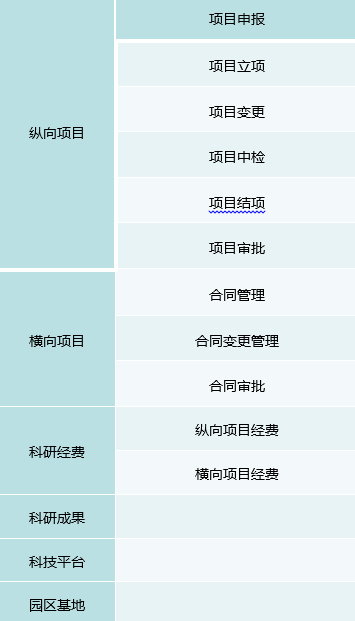 纵向项目
项目申报
项目立项
项目变更
项目中检
项目结项
项目审批
横向项目
合同管理
合同变更管理
合同审批
科研经费
纵向项目经费
横向项目经费
科研成果
科技平台
园区基地